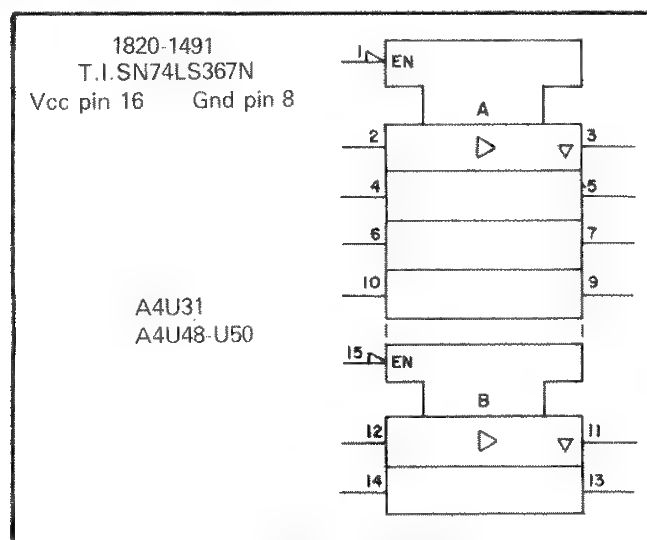 1820-1491
T.I.SN74LS367N
Vcc pin 16 Gnd pin 8
A4U31
A4U48-U50
1 EN
A
2 3
4 5
6 7
10 9
15 EN
B
12 11
14 13